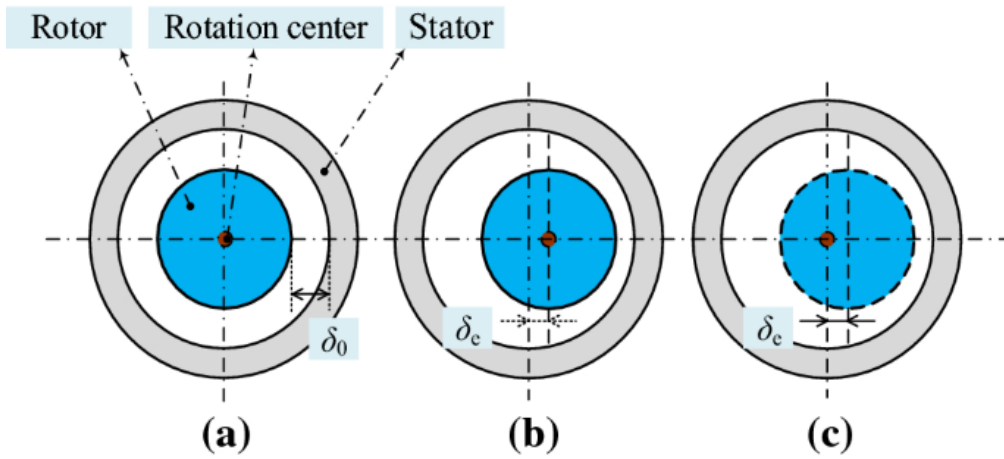 Rotor Rotation center Stator
δ₀
δₑ
δₑ
(a) (b) (c)